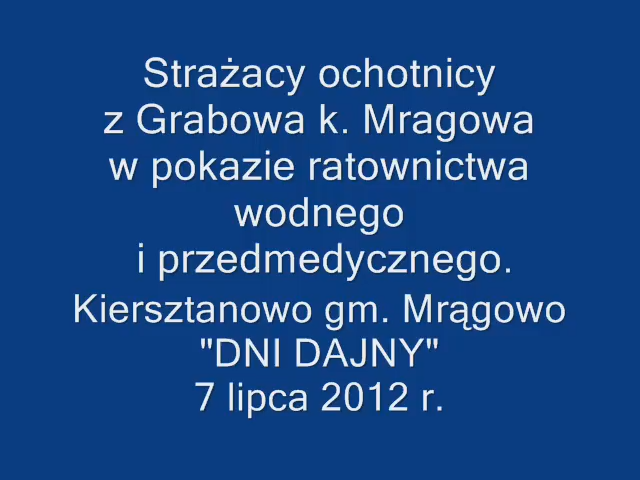 Strażacy ochotnicy
z Grabowa k. Mragowa
w pokazie ratownictwa
wodnego
i przedmedycznego.
Kiersztanowo gm. Mrągowo
"DNI DAJNY"
7 lipca 2012 r.